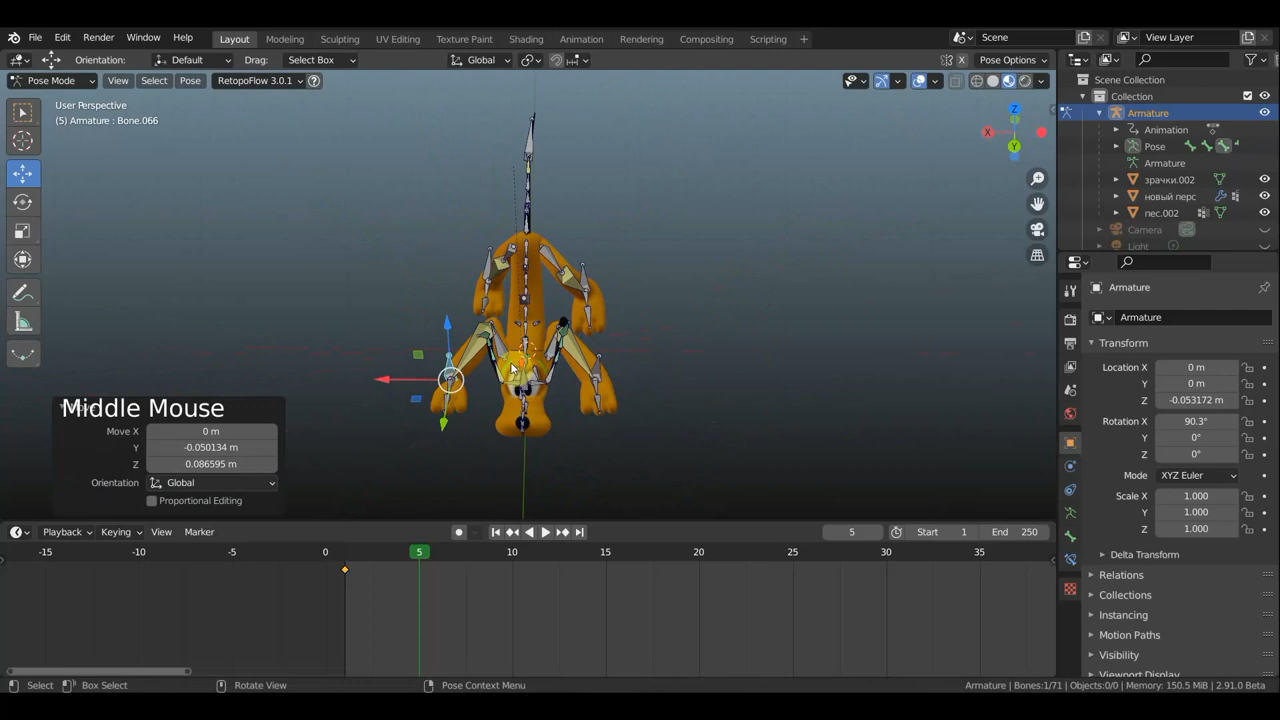 File Edit Render Window Help Layout Modeling Sculpting UV Editing Texture Paint Shading Animation Rendering Compositing Scripting + Scene View Layer
Orientation: Default Drag: Select Box Global X Pose Options
Pose Mode View Select Pose RetopoFlow 3.0.1 ?
User Perspective
(5) Armature : Bone.066
Z
X
Y
Scene Collection
Collection
Armature
Animation
Pose
Armature
зрачки.002
новый перс
пес.002
Camera
Light
Armature
Armature
Transform
Location X 0 m
Y 0 m
Z -0.053172 m
Rotation X 90.3°
Y 0°
Z 0°
Mode XYZ Euler
Scale X 1.000
Y 1.000
Z 1.000
Delta Transform
Relations
Collections
Instancing
Motion Paths
Visibility
Viewport Display
Middle Mouse
Move X 0 m
Y -0.050134 m
Z 0.086595 m
Orientation Global
Proportional Editing
Playback Keying View Marker 5 Start 1 End 250
-15 -10 -5 0 5 10 15 20 25 30 35
Select Box Select Rotate View Pose Context Menu Armature | Bones:1/71 | Objects:0/0 | Memory: 150.5 MiB | 2.91.0 Beta